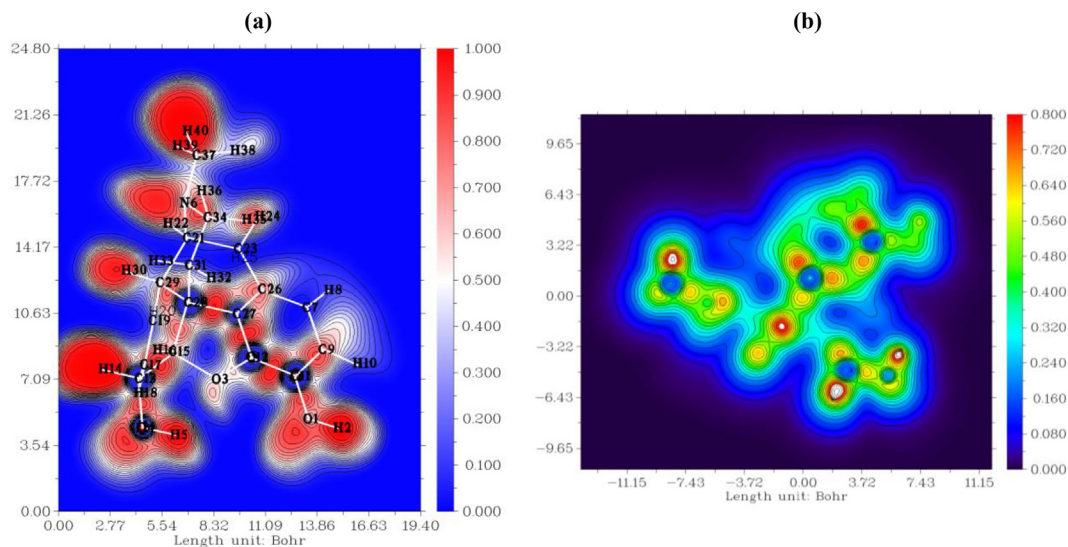 (a)
(b)
24.80
21.26
17.72
14.17
10.63
7.09
3.54
0.00
0.00 2.77 5.54 8.32 11.09 13.86 16.63 19.40
Length unit: Bohr
1.000
0.900
0.800
0.700
0.600
0.500
0.400
0.300
0.200
0.100
0.000
H40
H39
C37
H38
H36
N6
C34
H24
H22
C21
C23
H33
C31
H30
H32
C29
C26
H8
C28
C7
C27
H20
C19
C15
C9
C17
H10
H14
O3
H18
O1
H2
H5
9.65
6.43
3.22
0.00
−3.22
−6.43
−9.65
−11.15 −7.43 −3.72 0.00 3.72 7.43 11.15
Length unit: Bohr
0.800
0.720
0.640
0.560
0.480
0.400
0.320
0.240
0.160
0.080
0.000